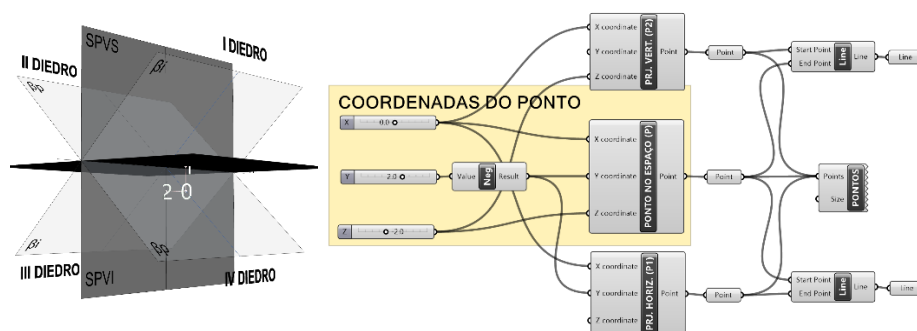 SPVS
I DIEDRO
II DIEDRO
βi
βp
2 0
βi
βp
III DIEDRO
SPVI
IV DIEDRO
COORDENADAS DO PONTO
X 0.0
Y 2.0
Z -2.0
Value Neg Result
X coordinate
Y coordinate
Z coordinate
PRJ. VERT. (P2)
Point
X coordinate
Y coordinate
Z coordinate
PONTO NO ESPAÇO (P)
Point
X coordinate
Y coordinate
Z coordinate
PRJ. HORIZ. (P1)
Point
Point
Point
Point
Start Point
End Point
Line
Line
Line
Points
Size
PONTOS
Start Point
End Point
Line
Line
Line